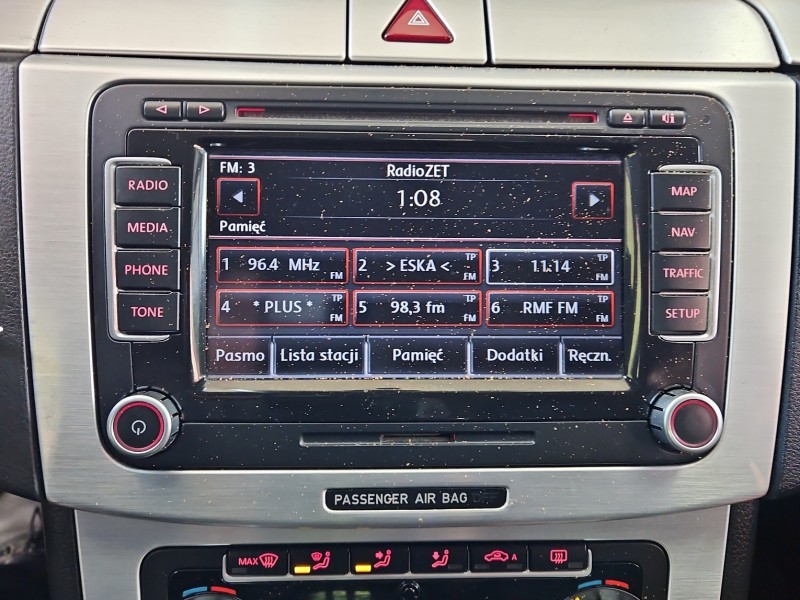 FM: 3
RadioZET
1:08
Pamięć
1 96.4 MHz FM
2 > ESKA < TP FM
3 11.14 TP FM
4 * PLUS * TP FM
5 98,3 fm TP FM
6 RMF FM TP FM
Pasmo Lista stacji Pamięć Dodatki Ręczn.
RADIO
MEDIA
PHONE
TONE
MAP
NAV
TRAFFIC
SETUP
PASSENGER AIR BAG
MAX
A